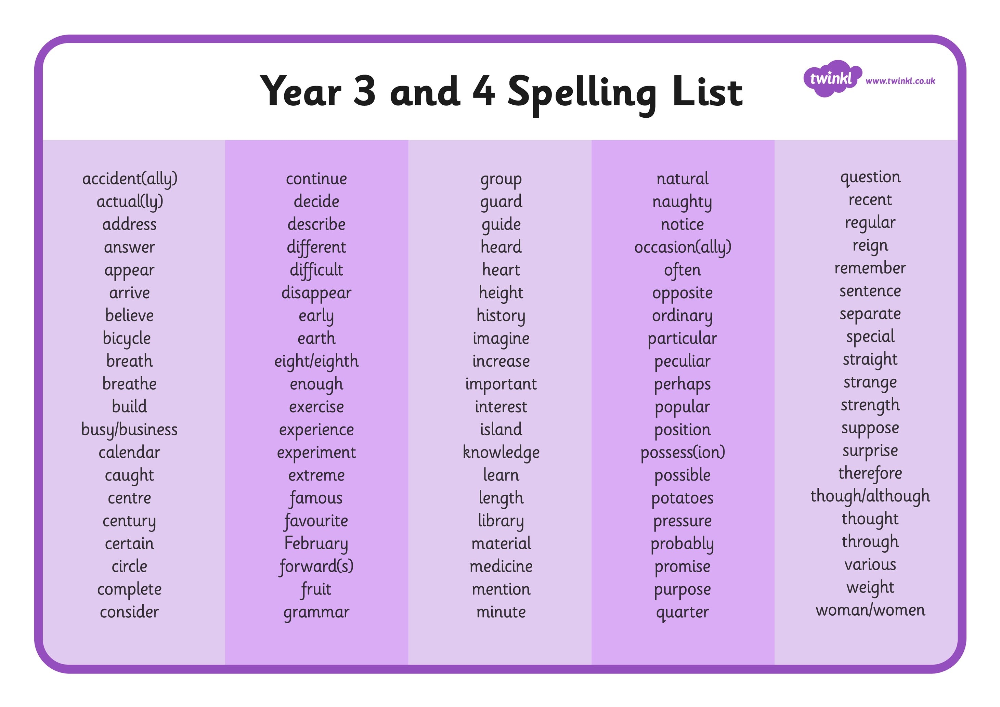 Year 3 and 4 Spelling List
twinkl www.twinkl.co.uk
accident(ally)
actual(ly)
address
answer
appear
arrive
believe
bicycle
breath
breathe
build
busy/business
calendar
caught
centre
century
certain
circle
complete
consider
continue
decide
describe
different
difficult
disappear
early
earth
eight/eighth
enough
exercise
experience
experiment
extreme
famous
favourite
February
forward(s)
fruit
grammar
group
guard
guide
heard
heart
height
history
imagine
increase
important
interest
island
knowledge
learn
length
library
material
medicine
mention
minute
natural
naughty
notice
occasion(ally)
often
opposite
ordinary
particular
peculiar
perhaps
popular
position
possess(ion)
possible
potatoes
pressure
probably
promise
purpose
quarter
question
recent
regular
reign
remember
sentence
separate
special
straight
strange
strength
suppose
surprise
therefore
though/although
thought
through
various
weight
woman/women